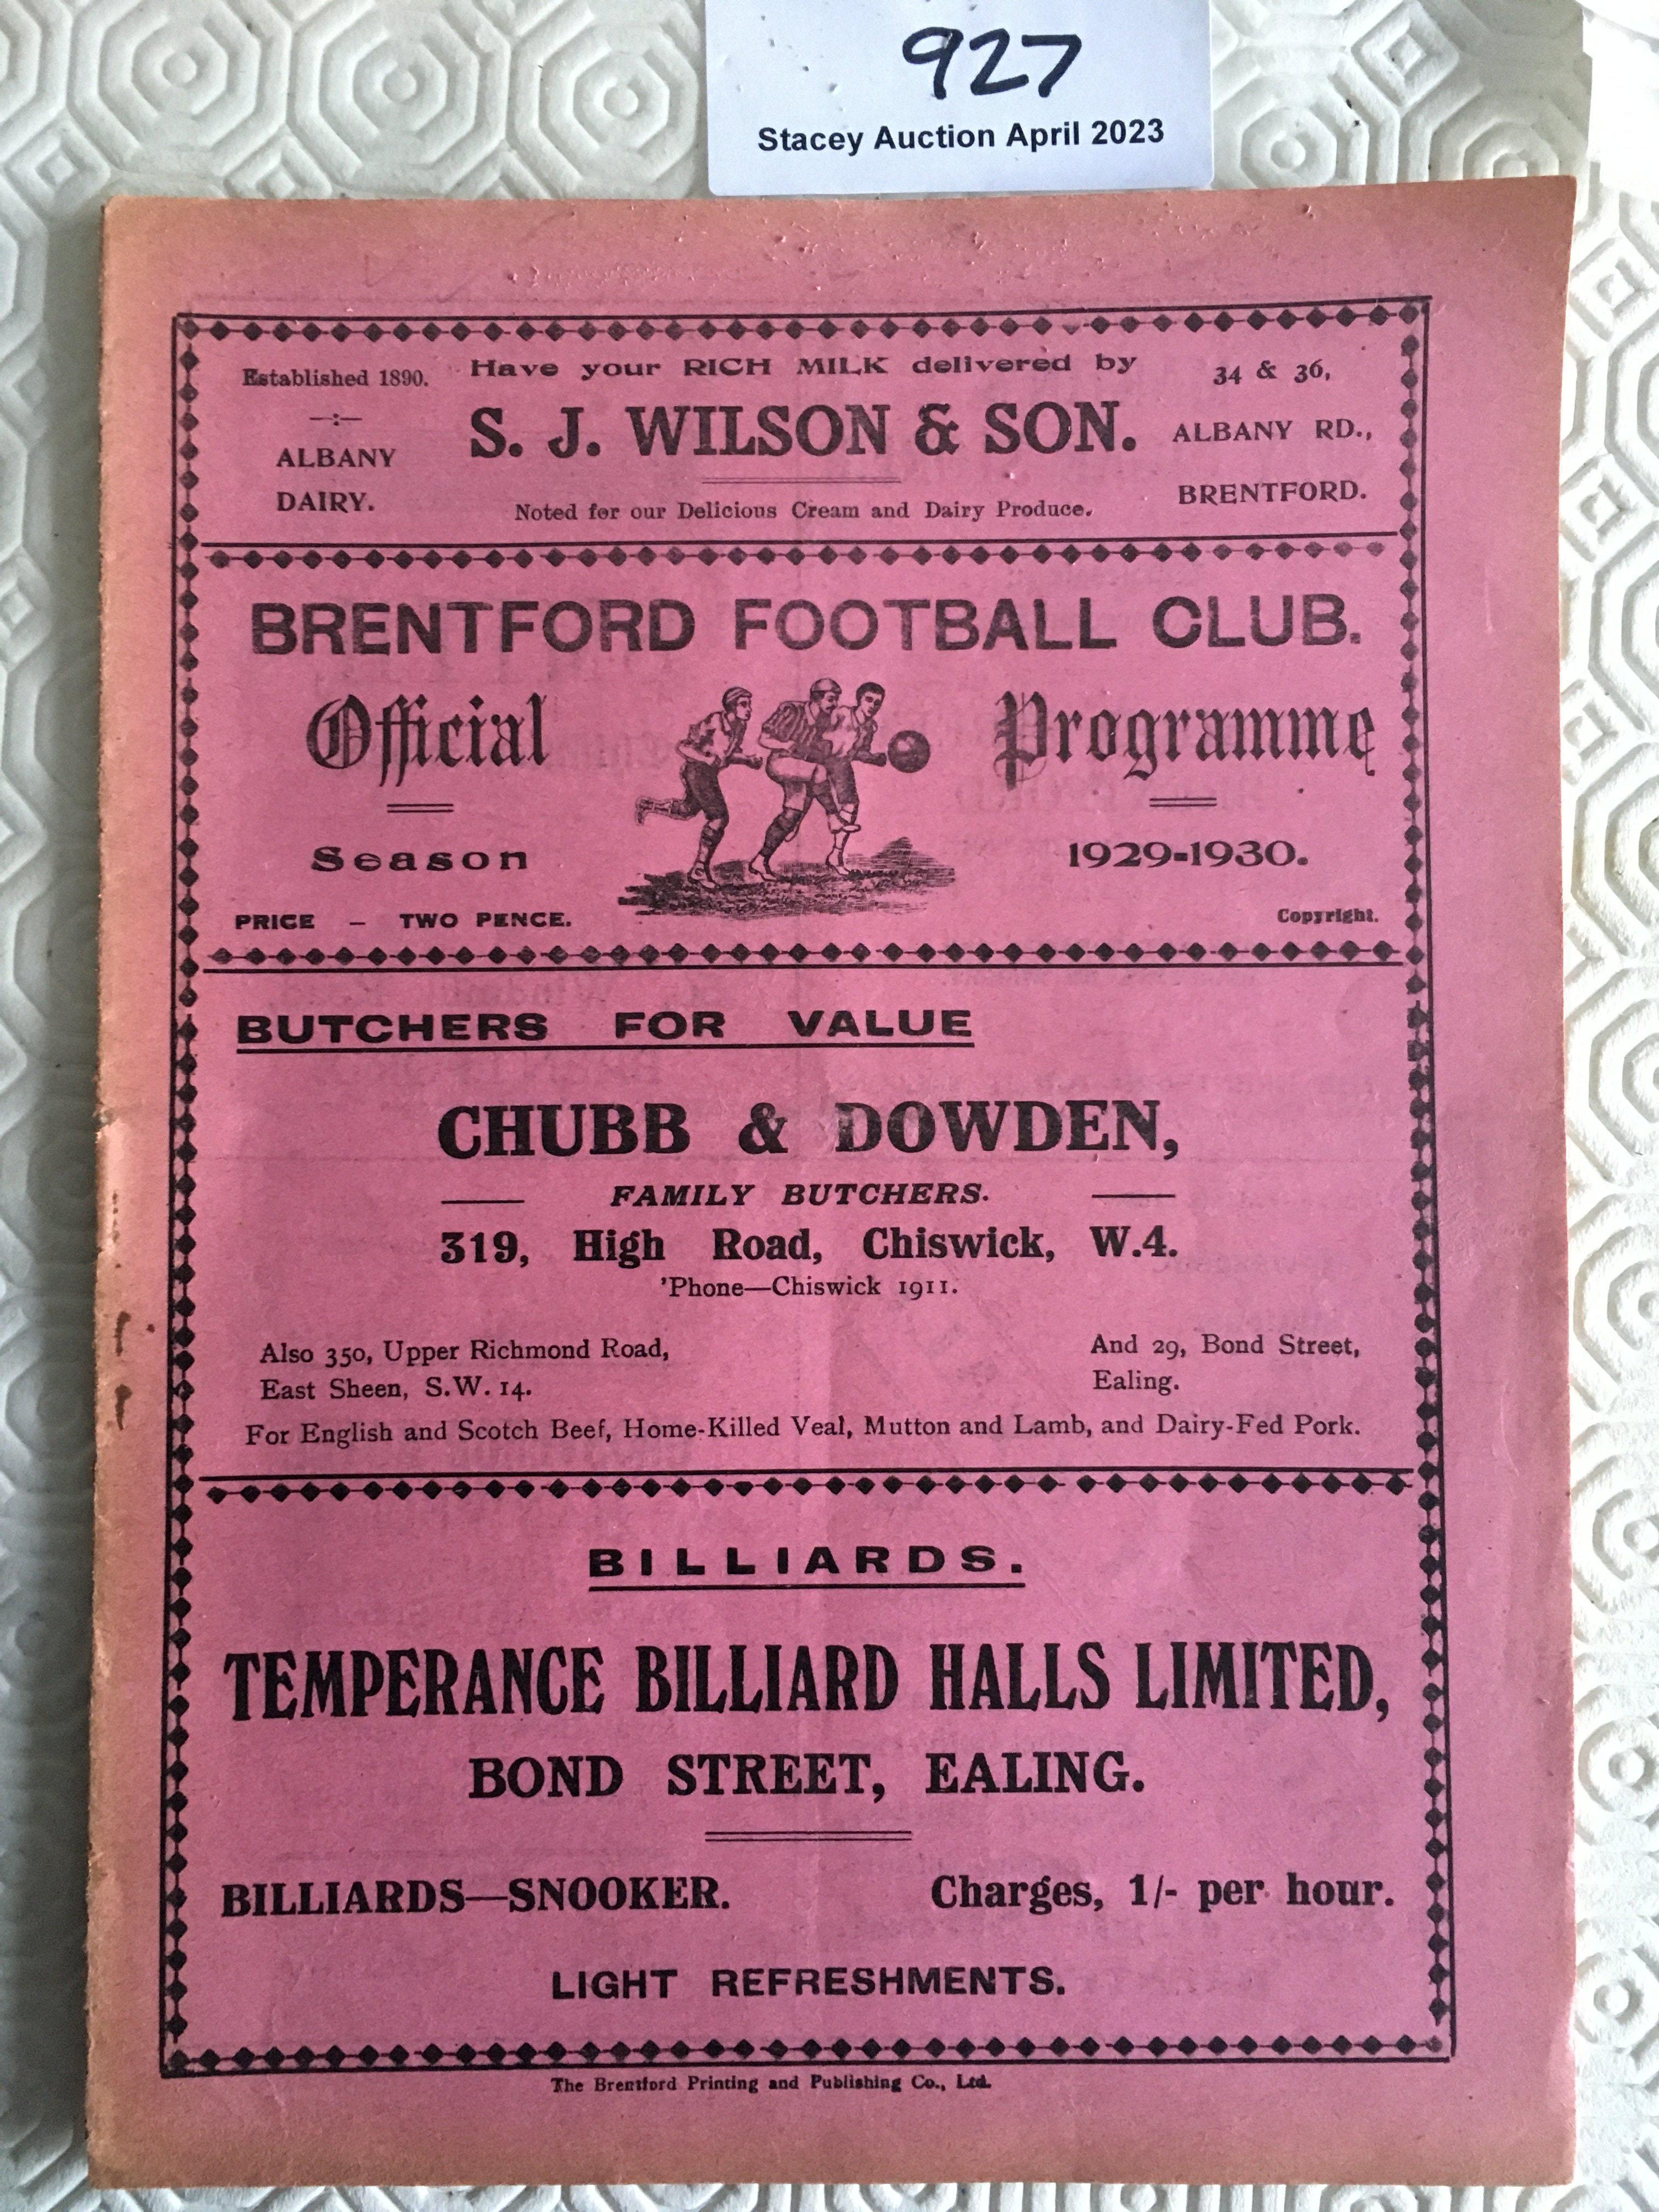 927
Stacey Auction April 2023
Established 1890.
ALBANY
DAIRY.
Have your RICH MILK delivered by
S. J. WILSON & SON.
Noted for our Delicious Cream and Dairy Produce.
34 & 36,
ALBANY RD.,
BRENTFORD.
BRENTFORD FOOTBALL CLUB.
Official Programme
Season 1929-1930.
PRICE - TWO PENCE. Copyright.
BUTCHERS FOR VALUE
CHUBB & DOWDEN,
FAMILY BUTCHERS.
319, High Road, Chiswick, W.4.
'Phone—Chiswick 1911.
Also 350, Upper Richmond Road,
East Sheen, S.W. 14.
And 29, Bond Street,
Ealing.
For English and Scotch Beef, Home-Killed Veal, Mutton and Lamb, and Dairy-Fed Pork.
BILLIARDS.
TEMPERANCE BILLIARD HALLS LIMITED,
BOND STREET, EALING.
BILLIARDS—SNOOKER. Charges, 1/- per hour.
LIGHT REFRESHMENTS.
The Brentford Printing and Publishing Co., Ltd.